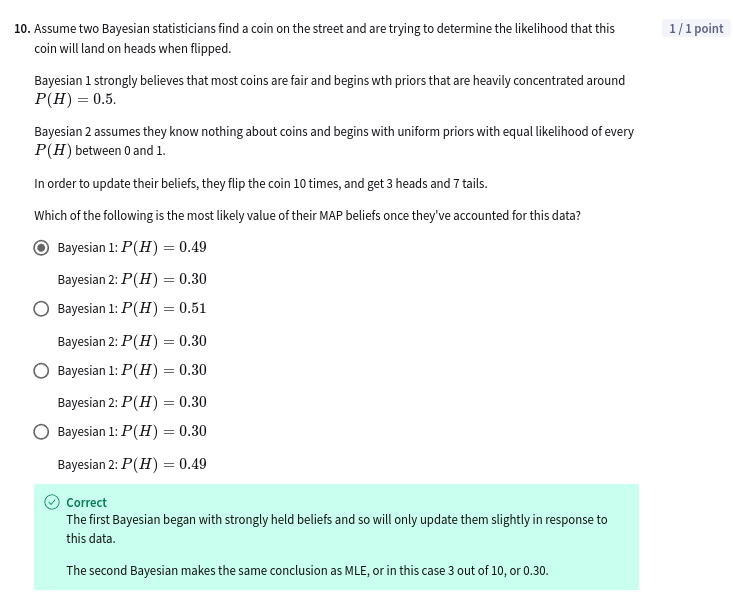 10. Assume two Bayesian statisticians find a coin on the street and are trying to determine the likelihood that this
1 / 1 point
coin will land on heads when flipped.
Bayesian 1 strongly believes that most coins are fair and begins wth priors that are heavily concentrated around
P(H) = 0.5.
Bayesian 2 assumes they know nothing about coins and begins with uniform priors with equal likelihood of every
P(H) between 0 and 1.
In order to update their beliefs, they flip the coin 10 times, and get 3 heads and 7 tails.
Which of the following is the most likely value of their MAP beliefs once they've accounted for this data?
Bayesian 1: P(H) = 0.49
Bayesian 2: P(H) = 0.30
Bayesian 1: P(H) = 0.51
Bayesian 2: P(H) = 0.30
Bayesian 1: P(H) = 0.30
Bayesian 2: P(H) = 0.30
Bayesian 1: P(H) = 0.30
Bayesian 2: P(H) = 0.49
Correct
The first Bayesian began with strongly held beliefs and so will only update them slightly in response to
this data.
The second Bayesian makes the same conclusion as MLE, or in this case 3 out of 10, or 0.30.